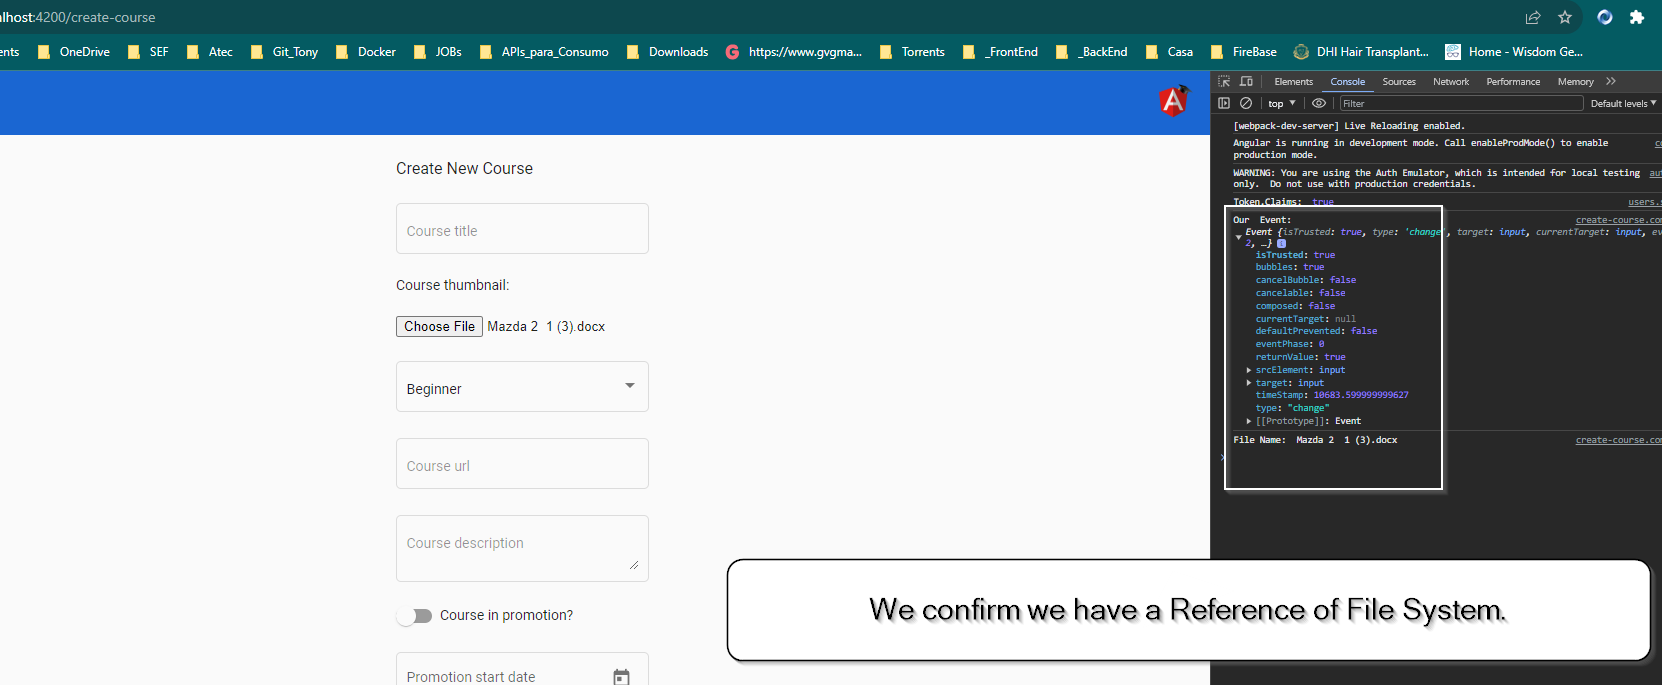 lhost:4200/create-course
ents OneDrive SEF Atec Git_Tony Docker JOBs APIs_para_Consumo Downloads https://www.gvgma... Torrents _FrontEnd _BackEnd Casa FireBase DHI Hair Transplant... Home - Wisdom Ge...
Elements Console Sources Network Performance Memory
top Filter Default levels
[webpack-dev-server] Live Reloading enabled.
Angular is running in development mode. Call enableProdMode() to enable
production mode.
WARNING: You are using the Auth Emulator, which is intended for local testing
only. Do not use with production credentials.
Token.Claims: true users.s
Our Event: create-course.com
Event {isTrusted: true, type: 'change', target: input, currentTarget: input, ev
2, …} i
isTrusted: true
bubbles: true
cancelBubble: false
cancelable: false
composed: false
currentTarget: null
defaultPrevented: false
eventPhase: 0
returnValue: true
srcElement: input
target: input
timeStamp: 10683.599999999627
type: "change"
[[Prototype]]: Event
File Name: Mazda 2 1 (3).docx create-course.com
Create New Course
Course title
Course thumbnail:
Choose File Mazda 2 1 (3).docx
Beginner
Course url
Course description
Course in promotion?
Promotion start date
We confirm we have a Reference of File System.